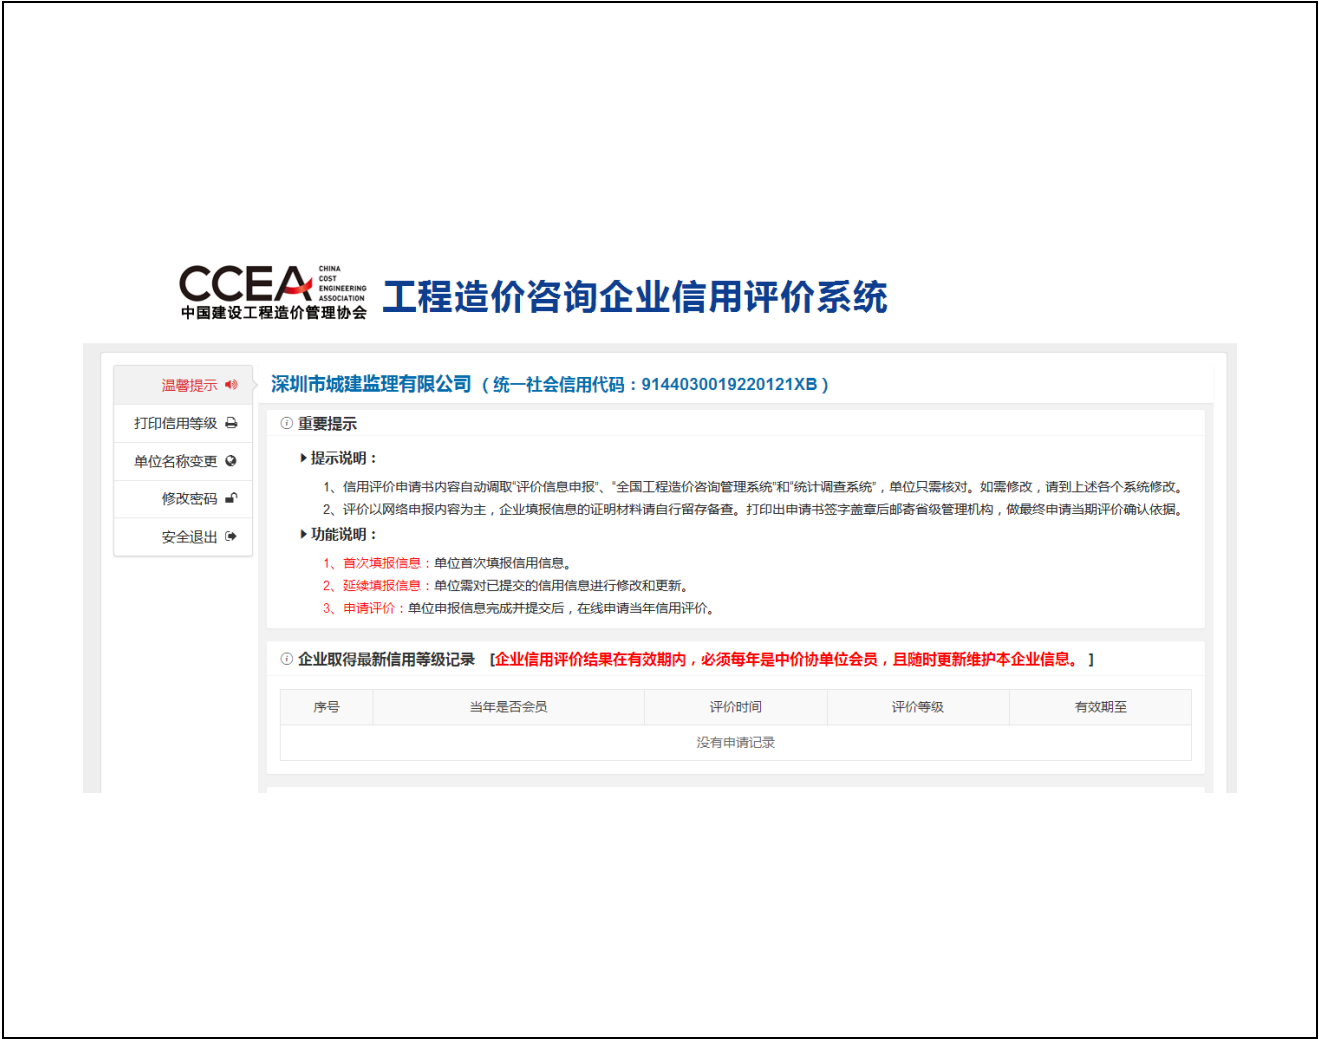 CCEA CHINA COST ENGINEERING ASSOCIATION
中国建设工程造价管理协会
工程造价咨询企业信用评价系统
温馨提示
打印信用等级
单位名称变更
修改密码
安全退出
深圳市城建监理有限公司（统一社会信用代码：9144030019220121XB）
重要提示
提示说明：
1、信用评价申请书内容自动调取"评价信息申报"、"全国工程造价咨询管理系统"和"统计调查系统"，单位只需核对。如需修改，请到上述各个系统修改。
2、评价以网络申报内容为主，企业填报信息的证明材料请自行留存备查。打印出申请书签字盖章后邮寄省级管理机构，做最终申请当期评价确认依据。
功能说明：
1、首次填报信息：单位首次填报信用信息。
2、延续填报信息：单位需对已提交的信用信息进行修改和更新。
3、申请评价：单位申报信息完成并提交后，在线申请当年信用评价。
企业取得最新信用等级记录 [企业信用评价结果在有效期内，必须每年是中价协单位会员，且随时更新维护本企业信息。 ]
序号 当年是否会员 评价时间 评价等级 有效期至
没有申请记录